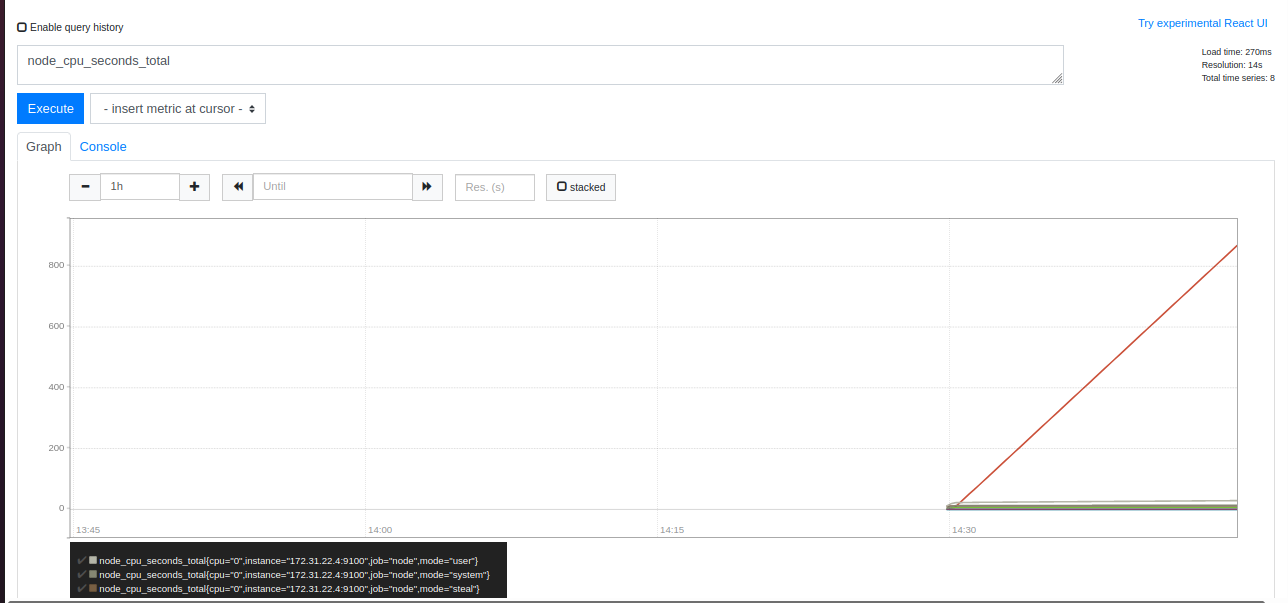 Enable query history
Try experimental React UI
node_cpu_seconds_total
Load time: 270ms
Resolution: 14s
Total time series: 8
Execute
- insert metric at cursor -
Graph
Console
1h
Until
Res. (s)
stacked
800
600
400
200
0
13:45
14:00
14:15
14:30
node_cpu_seconds_total{cpu="0",instance="172.31.22.4:9100",job="node",mode="user"}
node_cpu_seconds_total{cpu="0",instance="172.31.22.4:9100",job="node",mode="system"}
node_cpu_seconds_total{cpu="0",instance="172.31.22.4:9100",job="node",mode="steal"}